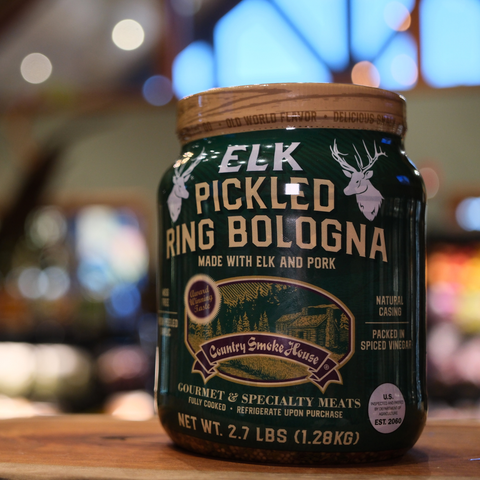 OLD WORLD FLAVOR • DELICIOUS
ELK
PICKLED
RING BOLOGNA
MADE WITH ELK AND PORK
NATURAL
CASING
PACKED IN
SPICED VINEGAR
Country Smoke House
GOURMET & SPECIALTY MEATS
FULLY COOKED • REFRIGERATE UPON PURCHASE
U.S.
EST. 2060
NET WT. 2.7 LBS (1.28KG)